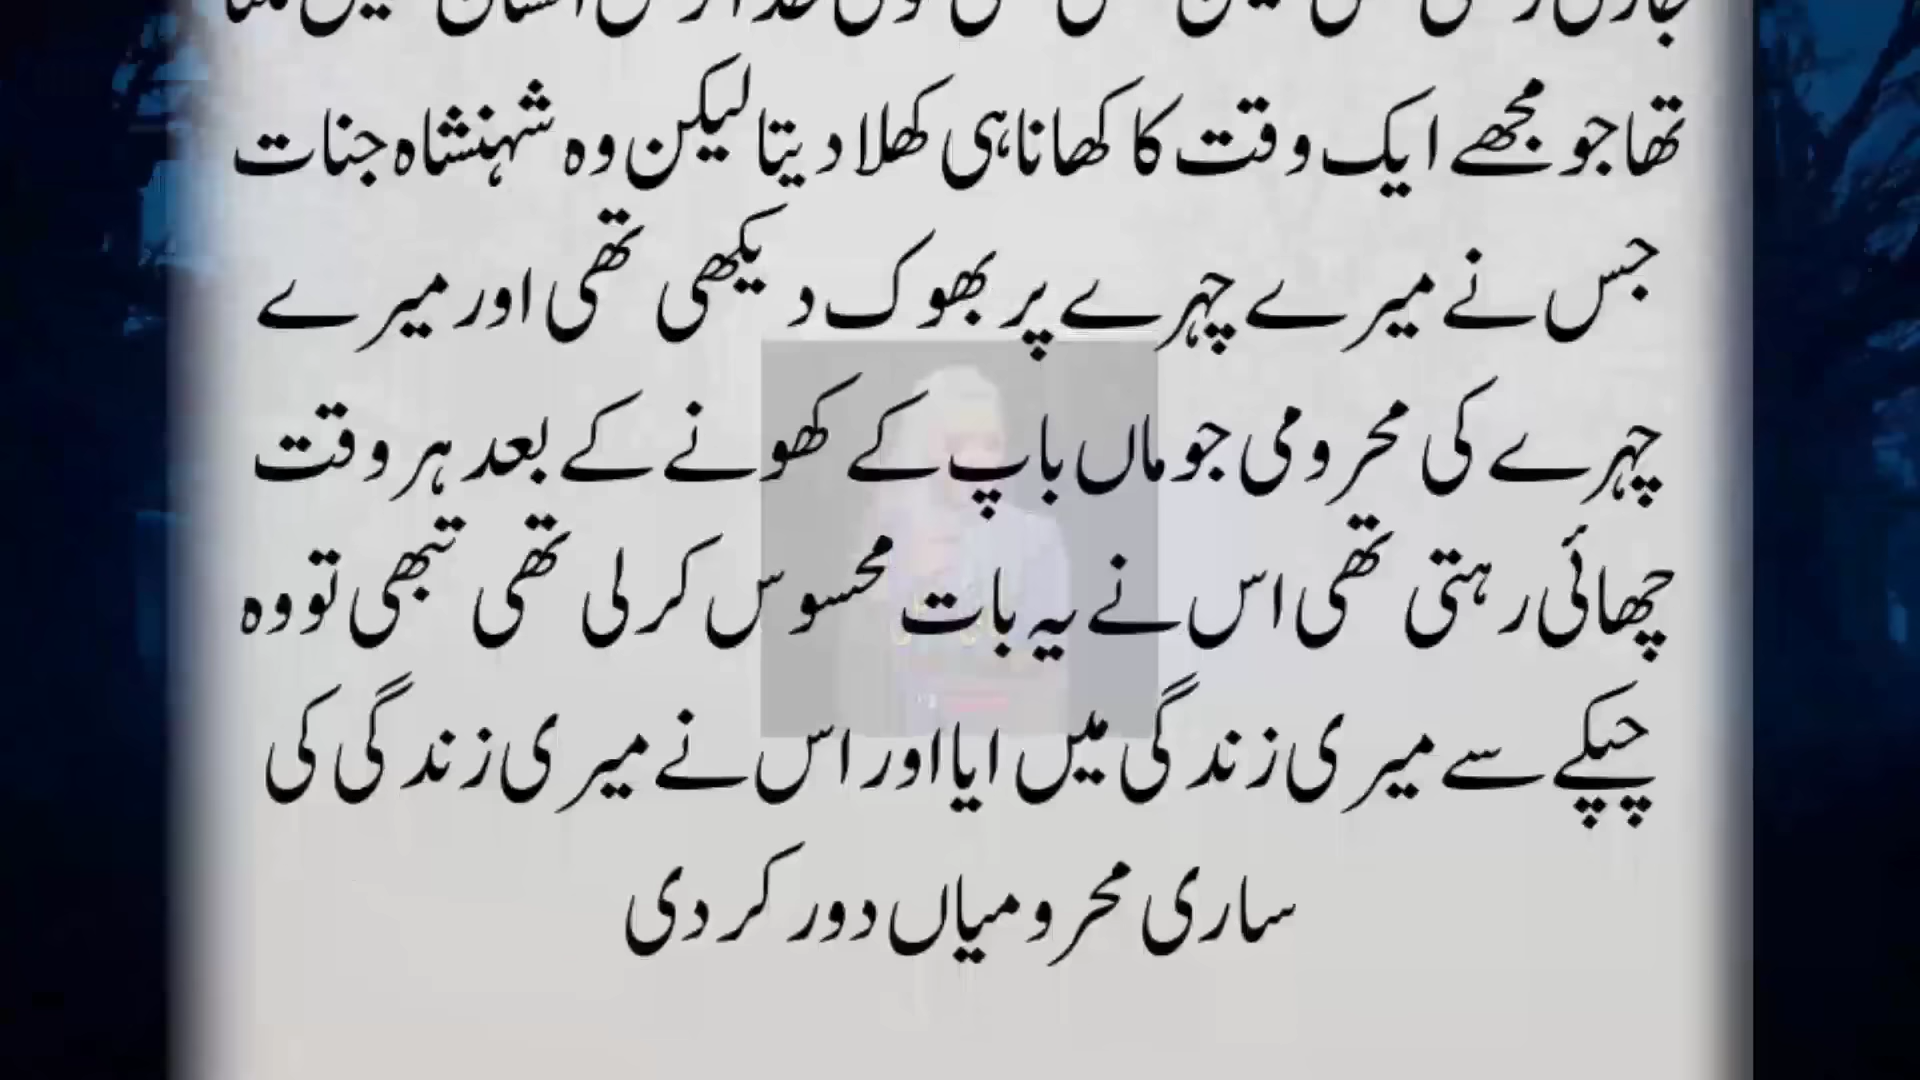 تھا جو مجھے ایک وقت کا کھانا ہی کھلا دیتا لیکن وہ شہنشاہ جنات
جس نے میرے چہرے پر بھوک دیکھی تھی اور میرے
چہرے کی محرومی جو ماں باپ کے کھونے کے بعد ہر وقت
چھائی رہتی تھی اس نے یہ بات محسوس کر لی تھی تبھی تو وہ
چپکے سے میری زندگی میں ایا اور اس نے میری زندگی کی
ساری محرومیاں دور کر دی